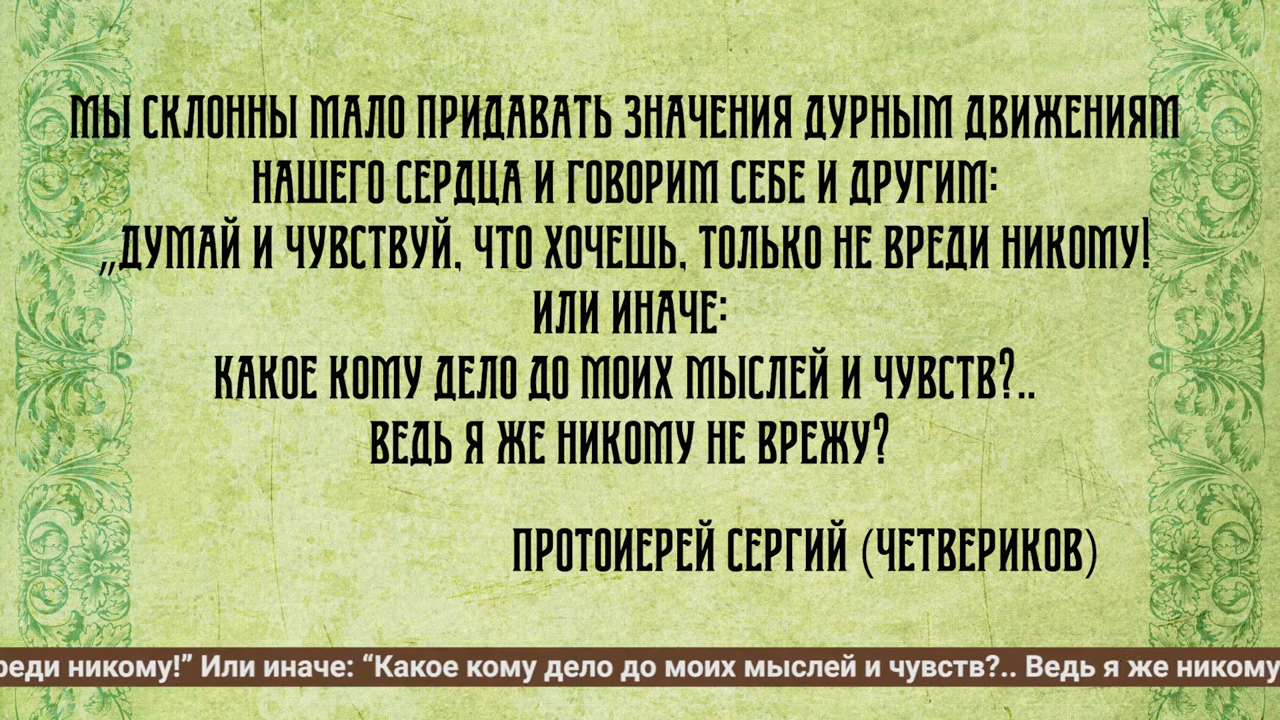 МЫ СКЛОННЫ МАЛО ПРИДАВАТЬ ЗНАЧЕНИЯ ДУРНЫМ ДВИЖЕНИЯМ
НАШЕГО СЕРДЦА И ГОВОРИМ СЕБЕ И ДРУГИМ:
„ДУМАЙ И ЧУВСТВУЙ, ЧТО ХОЧЕШЬ, ТОЛЬКО НЕ ВРЕДИ НИКОМУ!
ИЛИ ИНАЧЕ:
КАКОЕ КОМУ ДЕЛО ДО МОИХ МЫСЛЕЙ И ЧУВСТВ?..
ВЕДЬ Я ЖЕ НИКОМУ НЕ ВРЕЖУ?
ПРОТОИЕРЕЙ СЕРГИЙ (ЧЕТВЕРИКОВ)
реди никому!” Или иначе: “Какое кому дело до моих мыслей и чувств?.. Ведь я же никому